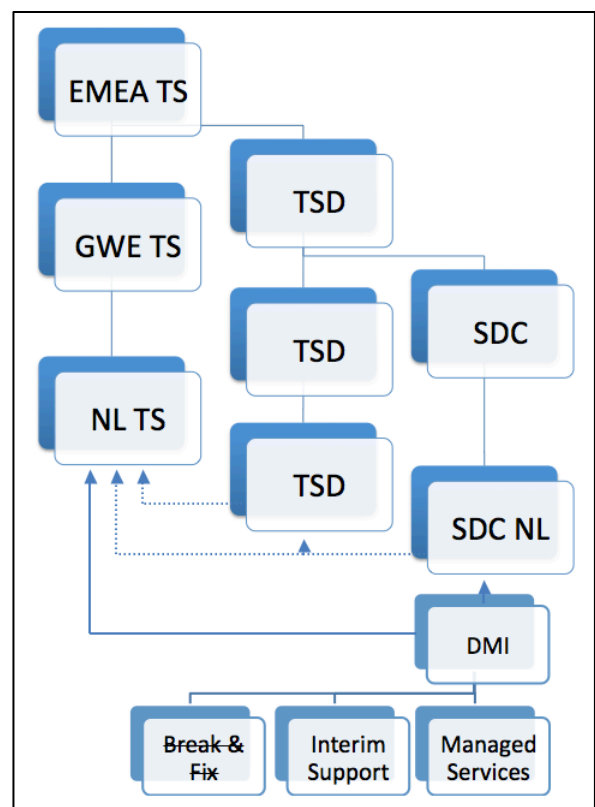 EMEA TS
TSD
GWE TS
SDC
TSD
NL TS
TSD
SDC NL
DMI
Break &
Fix
Interim
Support
Managed
Services